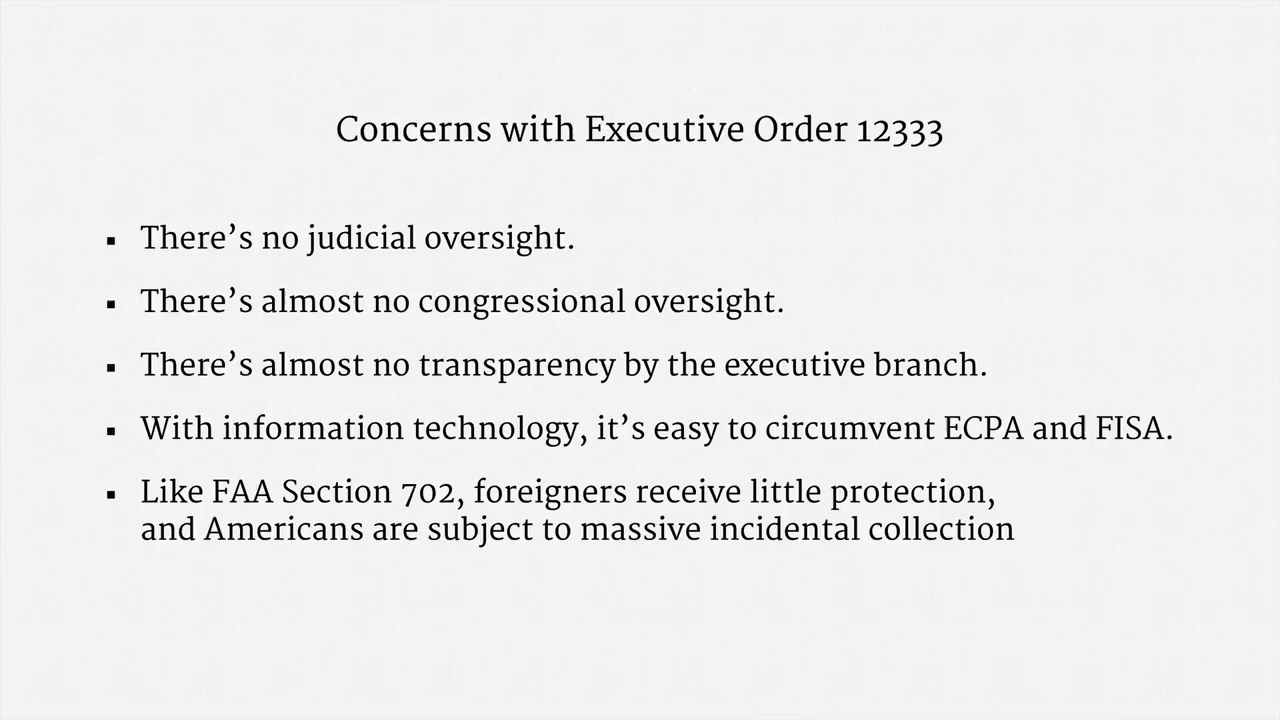 Concerns with Executive Order 12333
▪ There’s no judicial oversight.
▪ There’s almost no congressional oversight.
▪ There’s almost no transparency by the executive branch.
▪ With information technology, it’s easy to circumvent ECPA and FISA.
▪ Like FAA Section 702, foreigners receive little protection,
and Americans are subject to massive incidental collection